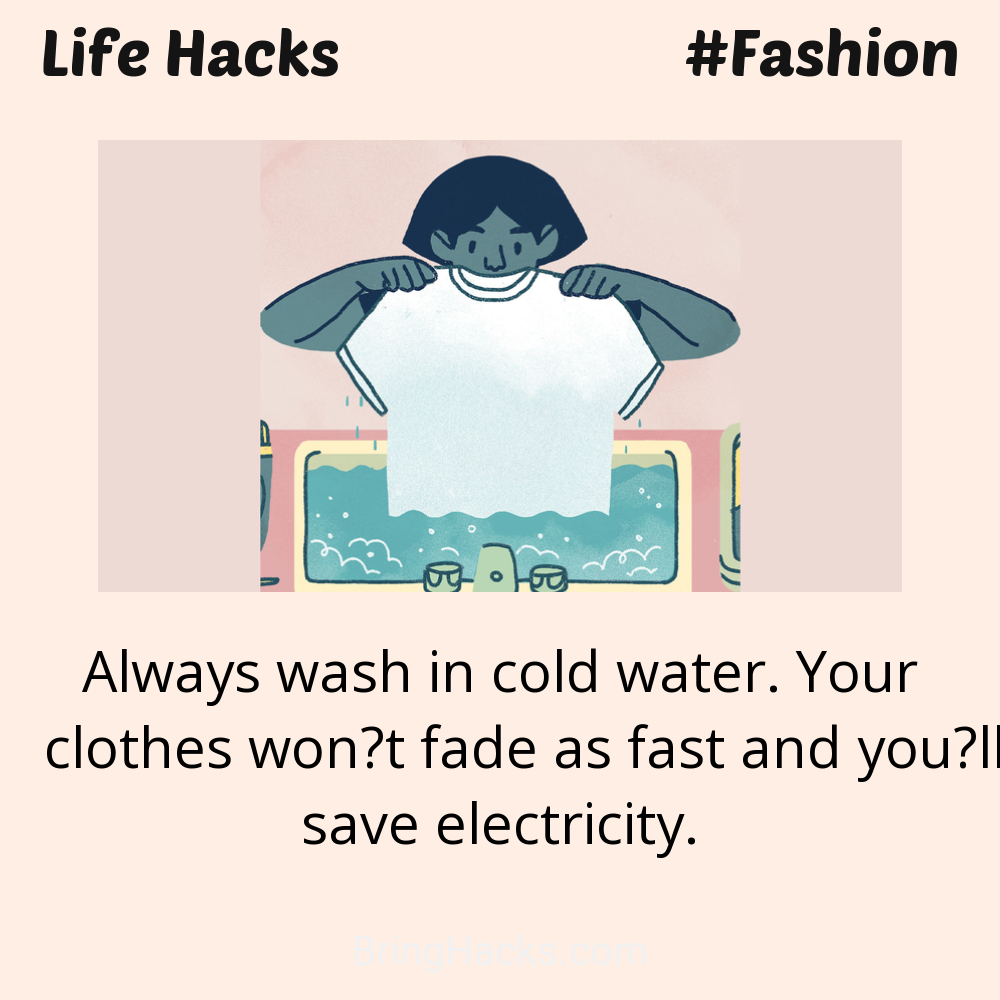 Life Hacks #Fashion
Always wash in cold water. Your
clothes won?t fade as fast and you?ll
save electricity.
BringHacks.com